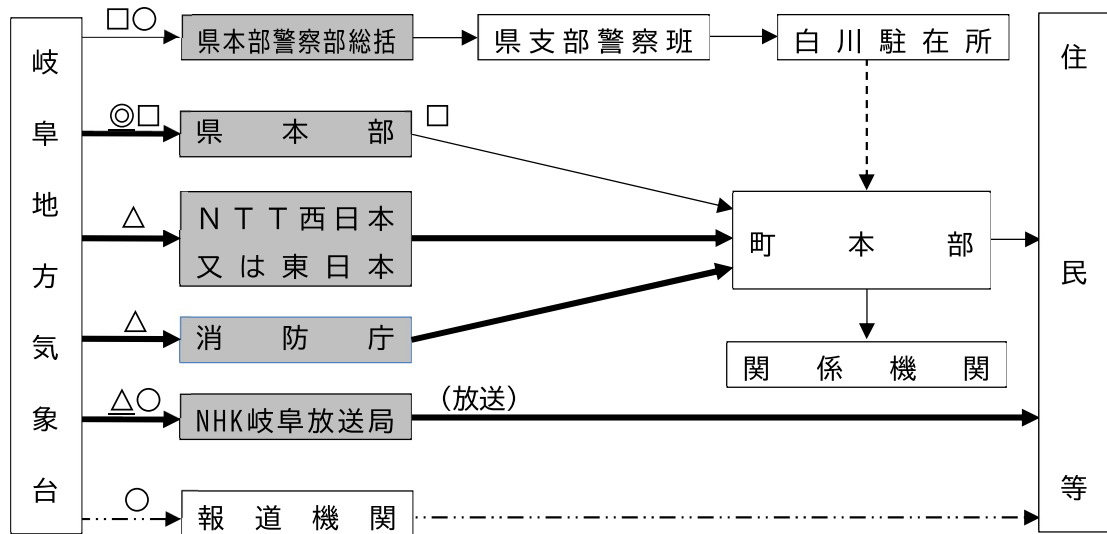 岐阜地方気象台
□○
県本部警察部総括
県支部警察班
白川駐在所
住民等
◎□
県本部
□
△
NTT西日本
又は東日本
町本部
△
消防庁
関係機関
△○
NHK岐阜放送局
(放送)
○
報道機関